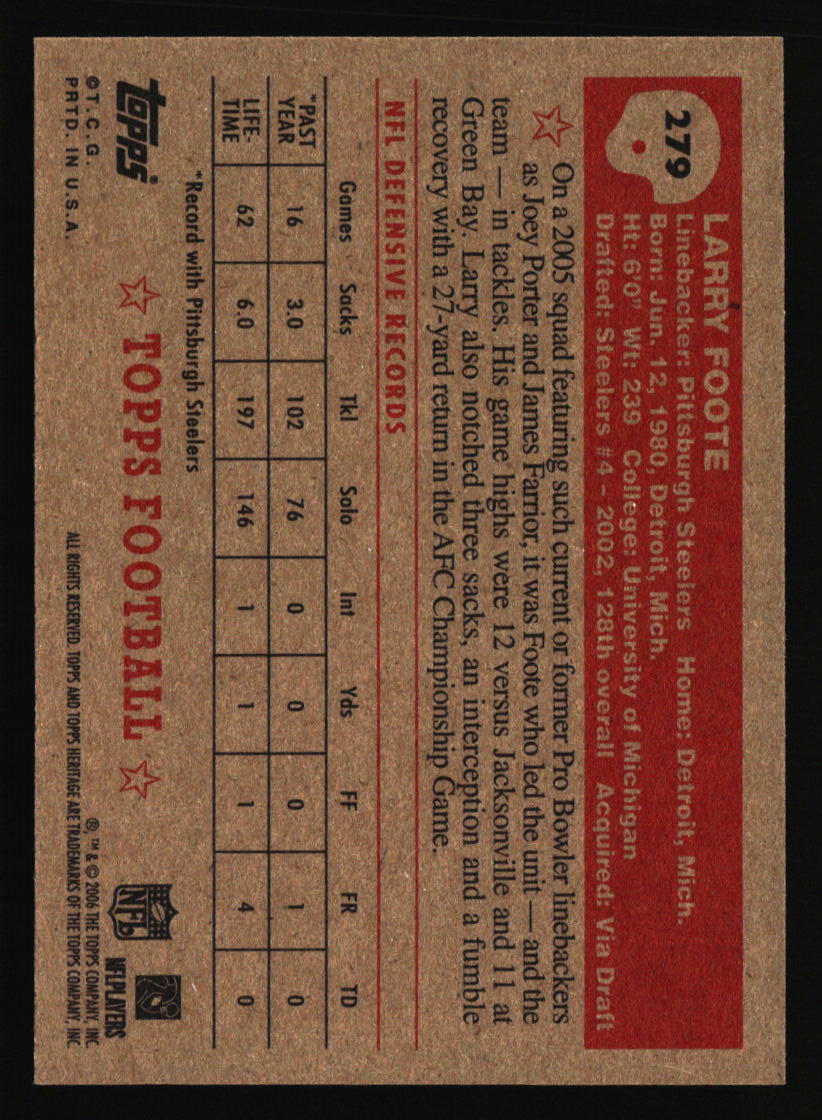 279
LARRY FOOTE
Linebacker: Pittsburgh Steelers Home: Detroit, Mich.
Born: Jun. 12, 1980, Detroit, Mich.
Ht: 6'0" Wt: 239 College: University of Michigan
Drafted: Steelers #4 – 2002, 128th overall Acquired: Via Draft
On a 2005 squad featuring such current or former Pro Bowler linebackers
as Joey Porter and James Farrior, it was Foote who led the unit — and the
team — in tackles. His game highs were 12 versus Jacksonville and 11 at
Green Bay. Larry also notched three sacks, an interception and a fumble
recovery with a 27-yard return in the AFC Championship Game.
NFL DEFENSIVE RECORDS
Games Sacks Tkl Solo Int Yds FF FR TD
*PAST YEAR 16 3.0 102 76 0 0 0 1 0
LIFE-TIME 62 6.0 197 146 1 1 1 4 0
*Record with Pittsburgh Steelers
topps
©T.C.G.
PRTD. IN U.S.A.
TOPPS FOOTBALL
NFL
NFLPLAYERS
®, ™ & © 2006 THE TOPPS COMPANY, INC.
ALL RIGHTS RESERVED. TOPPS AND TOPPS HERITAGE ARE TRADEMARKS OF THE TOPPS COMPANY, INC.